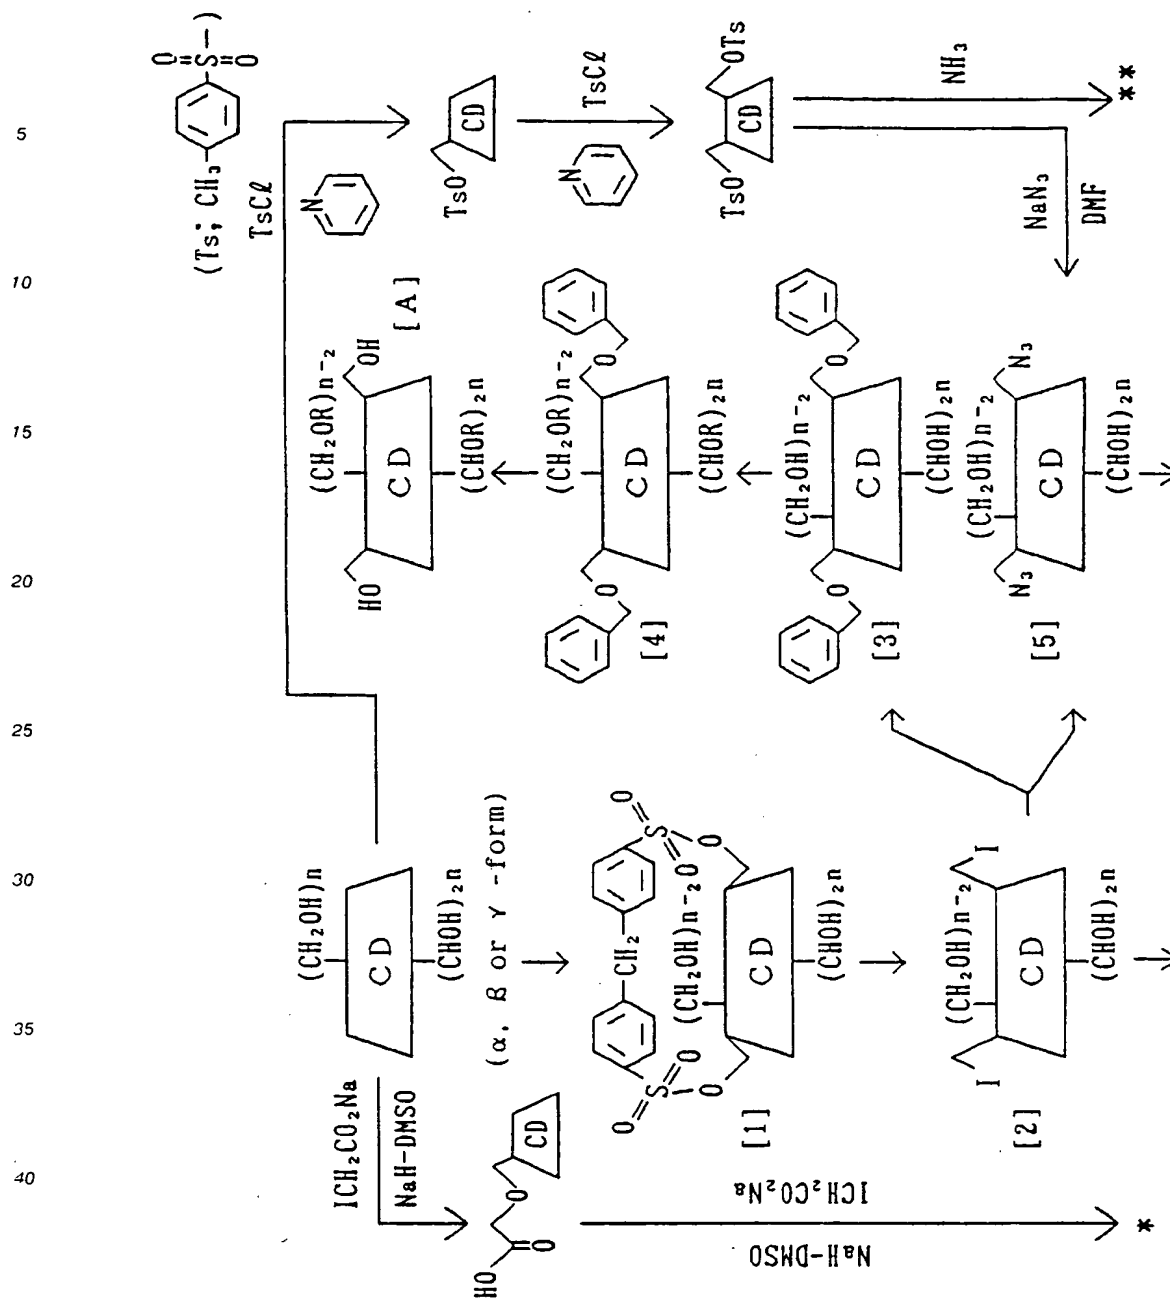 5
10
15
20
25
30
35
40
(Ts; CH3 S O O -)
TsCl
N
TsO
CD
TsCl
N
TsO
OTs
CD
NH3
**
NaN3
DMF
(CH2OR)n-2
HO
OH
CD
[A]
(CHOR)2n
(CH2OR)n-2
O
O
CD
[4]
(CHOR)2n
(CH2OH)n-2
O
O
CD
[3]
(CHOH)2n
(CH2OH)n-2
N3
N3
CD
[5]
(CHOH)2n
(CH2OH)n
CD
(CHOH)2n
(α, β or γ -form)
ICH2CO2Na
NaH-DMSO
HO
O
O
CD
ICH2CO2Na
NaH-DMSO
*
CH2
O
S
O
O
O
S
O
O
(CH2OH)n-2
CD
[1]
(CHOH)2n
(CH2OH)n-2
I
I
CD
[2]
(CHOH)2n